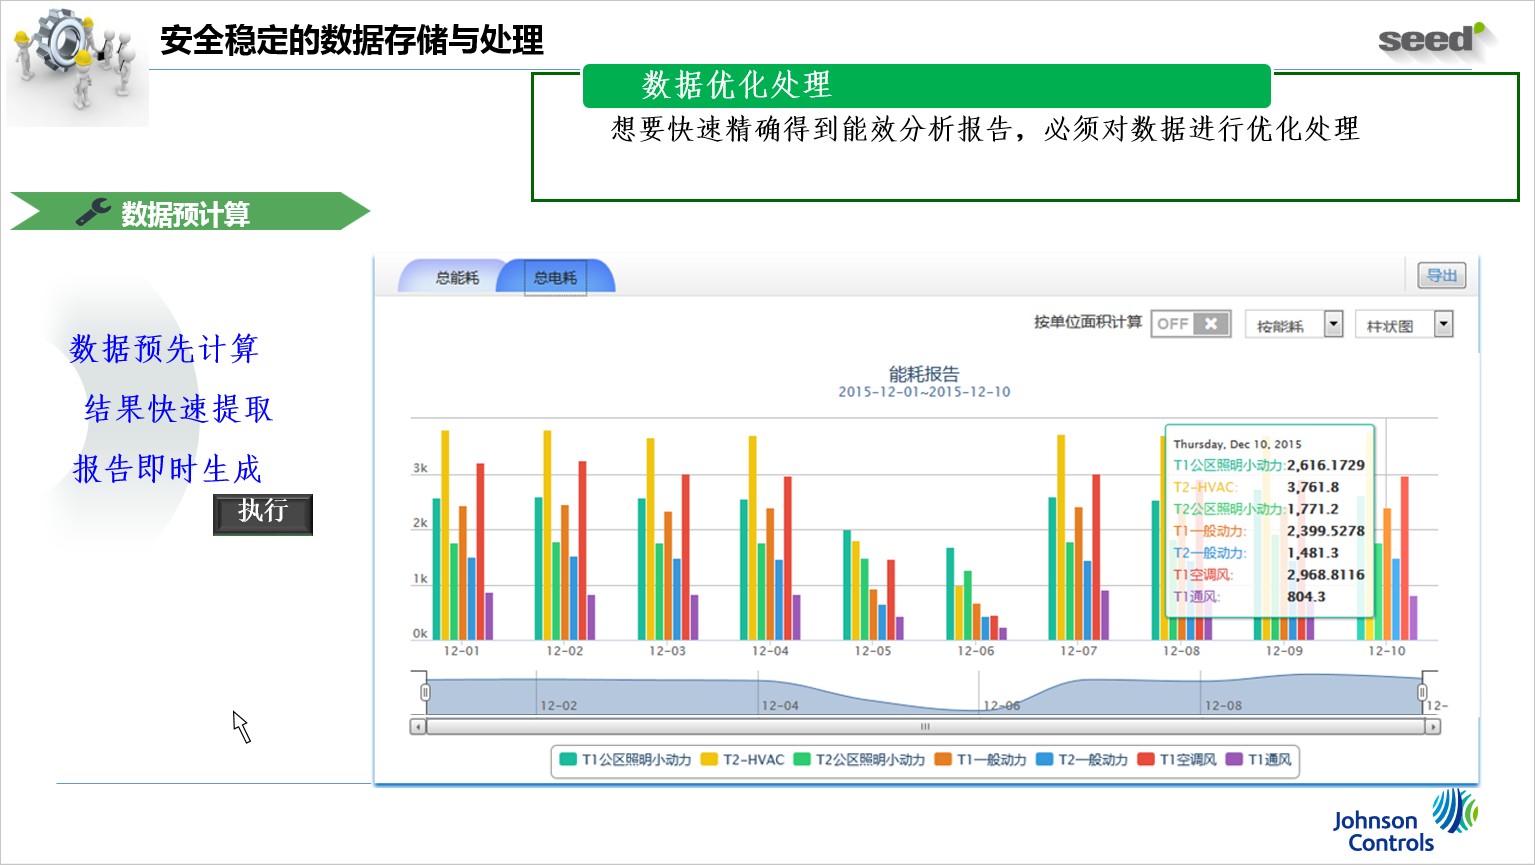 安全稳定的数据存储与处理
seed
数据优化处理
想要快速精确得到能效分析报告，必须对数据进行优化处理
数据预计算
数据预先计算
结果快速提取
报告即时生成
执行
总能耗 总电耗 导出
按单位面积计算 OFF 按能耗 柱状图
能耗报告
2015-12-01~2015-12-10
3k
2k
1k
0k
Thursday, Dec 10, 2015
T1公区照明小动力: 2,616.1729
T2-HVAC: 3,761.8
T2公区照明小动力: 1,771.2
T1一般动力: 2,399.5278
T2一般动力: 1,481.3
T1空调风: 2,968.8116
T1通风: 804.3
12-01 12-02 12-03 12-04 12-05 12-06 12-07 12-08 12-09 12-10
12-02 12-04 12-06 12-08 12-
T1公区照明小动力 T2-HVAC T2公区照明小动力 T1一般动力 T2一般动力 T1空调风 T1通风
Johnson
Controls